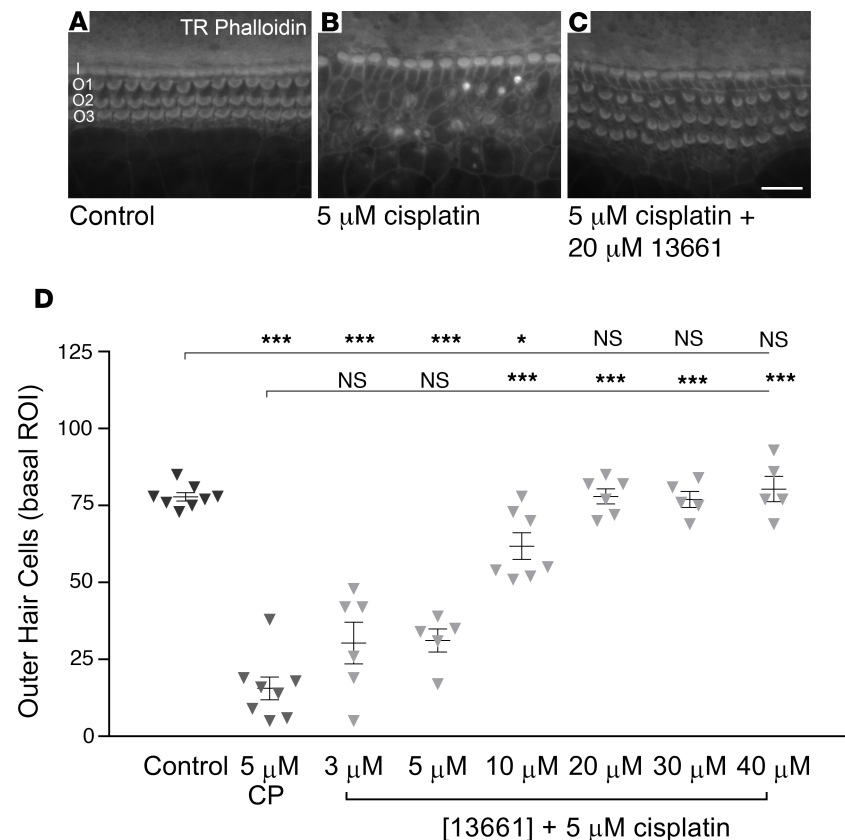 A
TR Phalloidin
I
O1
O2
O3
Control
B
5 μM cisplatin
C
5 μM cisplatin +
20 μM 13661
D
*** *** *** * NS NS NS
NS NS *** *** *** ***
Outer Hair Cells (basal ROI)
125
100
75
50
25
0
Control 5 μM 3 μM 5 μM 10 μM 20 μM 30 μM 40 μM
CP
[13661] + 5 μM cisplatin